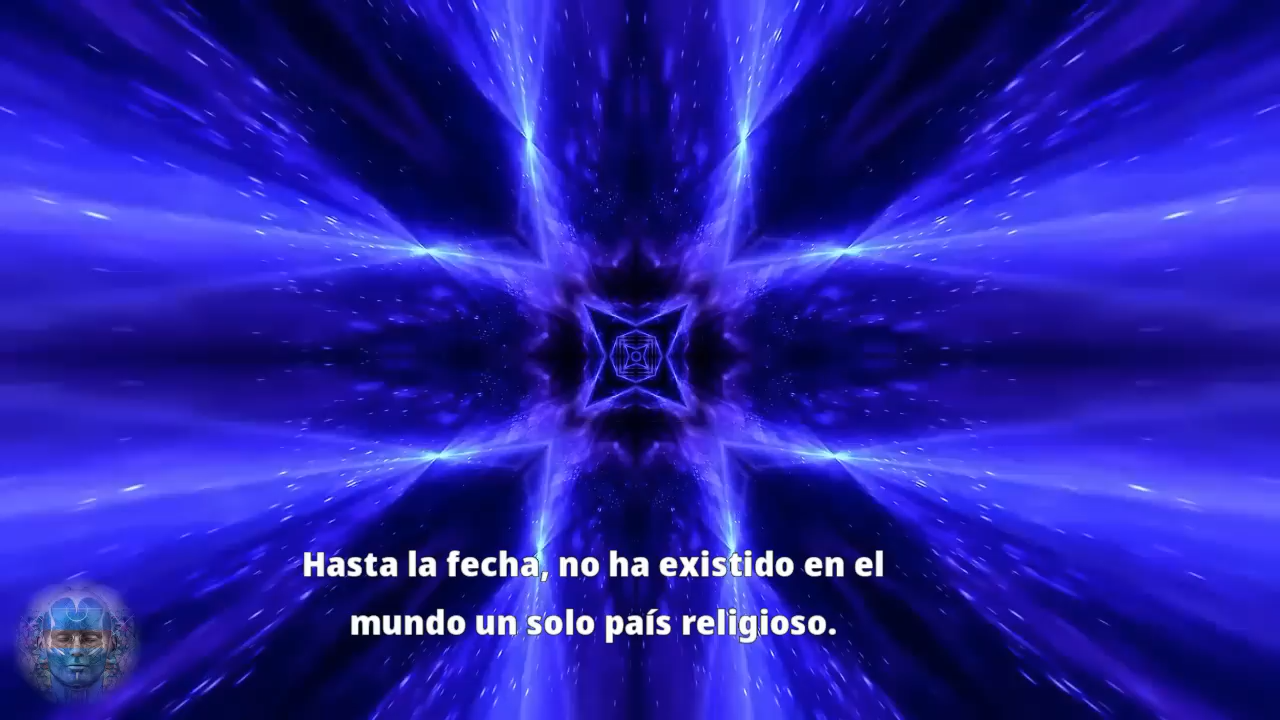 Hasta la fecha, no ha existido en el
mundo un solo país religioso.